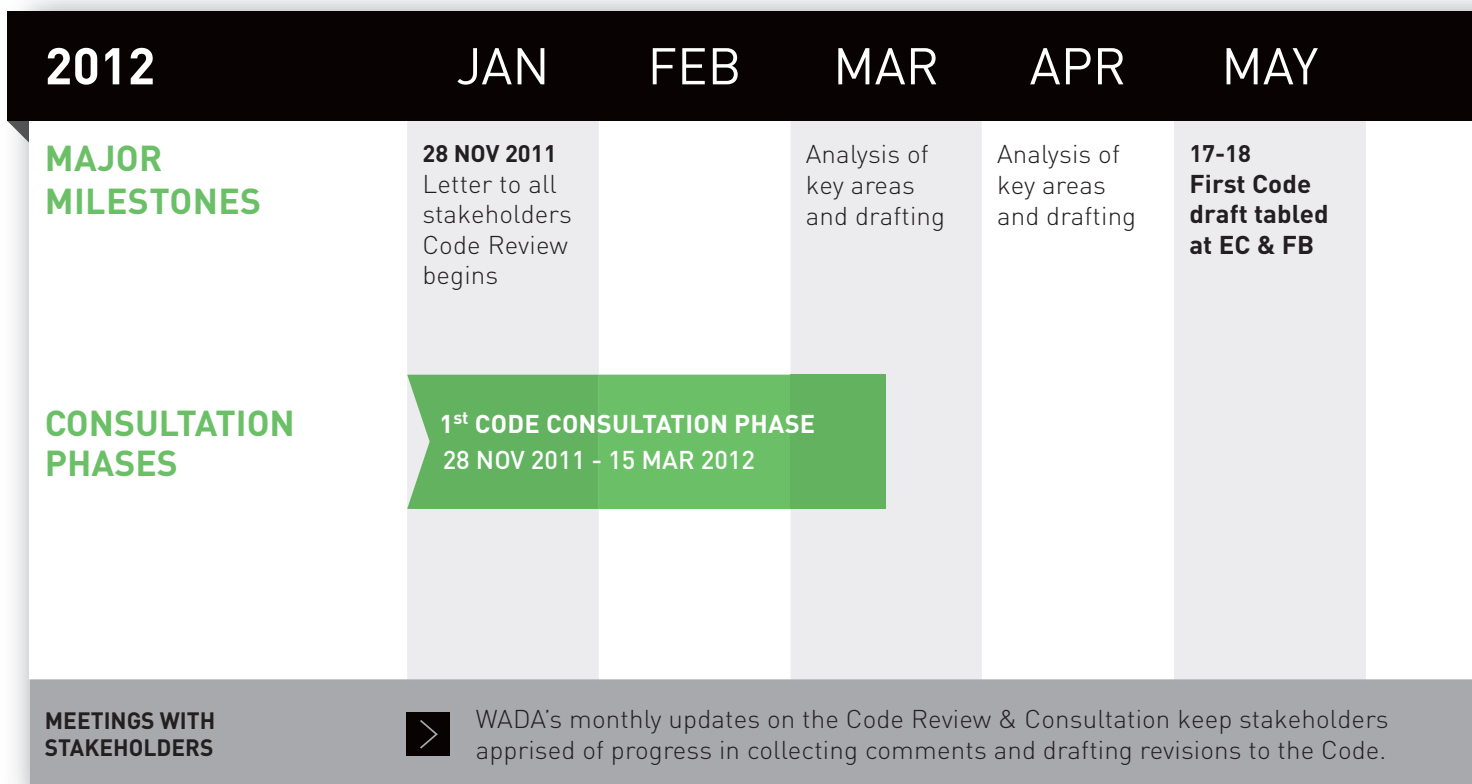 2012 JAN FEB MAR APR MAY
MAJOR
MILESTONES
28 NOV 2011
Letter to all
stakeholders
Code Review
begins
Analysis of
key areas
and drafting
Analysis of
key areas
and drafting
17-18
First Code
draft tabled
at EC & FB
CONSULTATION
PHASES
1st CODE CONSULTATION PHASE
28 NOV 2011 - 15 MAR 2012
MEETINGS WITH
STAKEHOLDERS
WADA’s monthly updates on the Code Review & Consultation keep stakeholders
apprised of progress in collecting comments and drafting revisions to the Code.